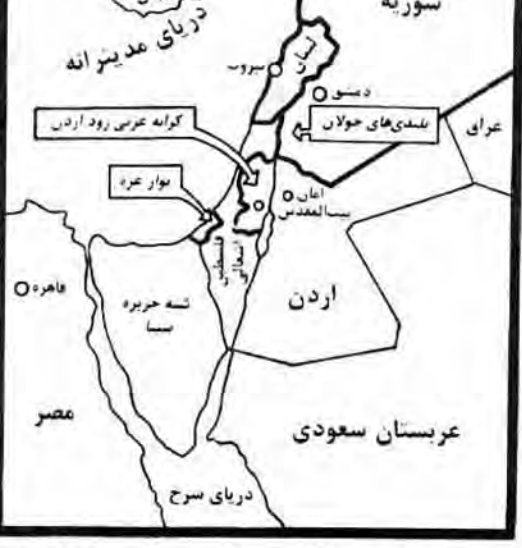 سوریه
دریای مدیترانه
لبنان
بیروت
دمشق
بلندی‌های جولان
عراق
کرانه غربی رود اردن
نوار غزه
امان
بیت‌المقدس
فلسطین
اشغالی
اردن
قاهره
شبه جزیره
سینا
مصر
عربستان سعودی
دریای سرخ